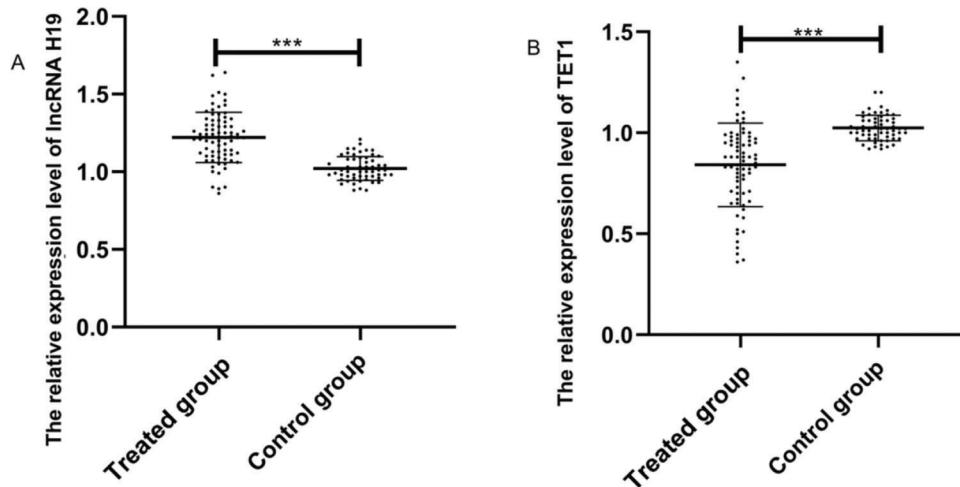 A
The relative expression level of lncRNA H19
2.0
1.5
1.0
0.5
0.0
***
Treated group
Control group
B
The relative expression level of TET1
1.5
1.0
0.5
0.0
***
Treated group
Control group